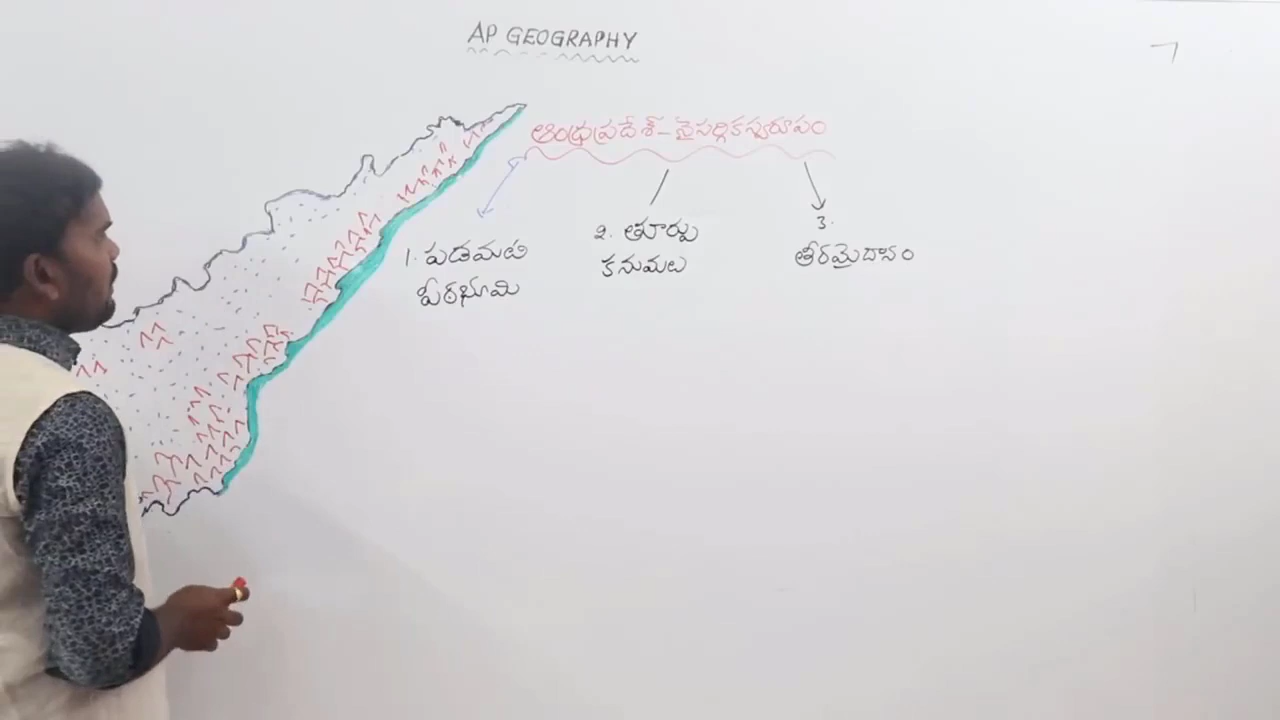 AP GEOGRAPHY
ఆంధ్రప్రదేశ్ - నైసర్గికస్వరూపం
1. పడమటి
పీఠభూమి
2. తూర్పు
కనుమలు
3.
తీరమైదానం